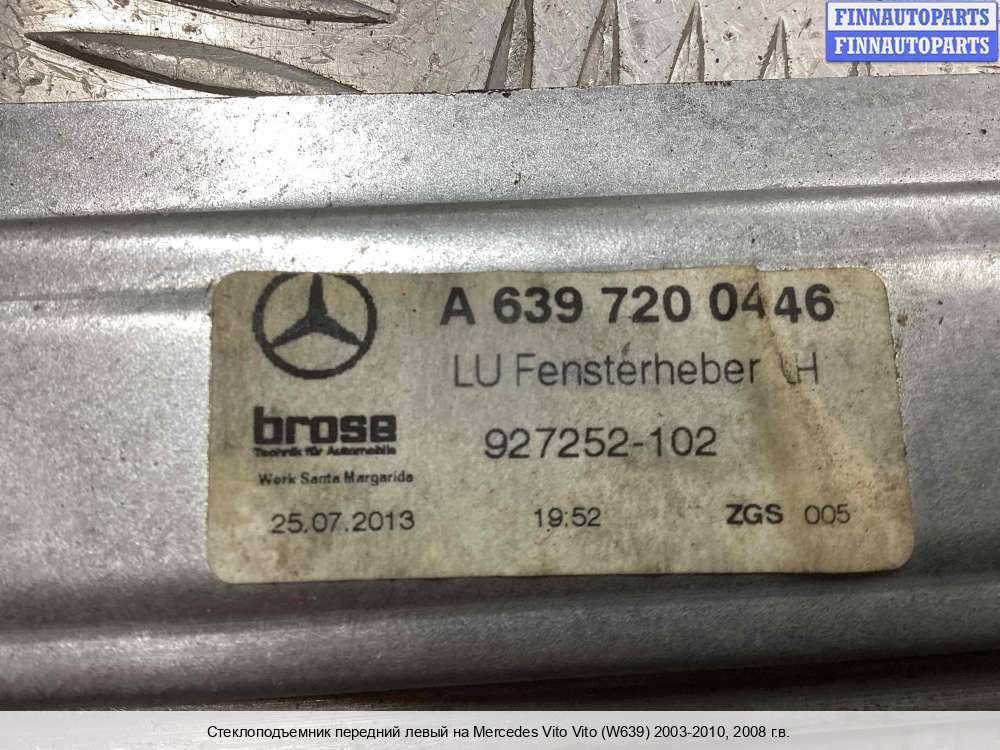 FINNAUTOPARTS
FINNAUTOPARTS
A 639 720 0446
LU Fensterheber LH
brose
Technik für Automobile
927252-102
Werk Santa Margarida
25.07.2013 19:52 ZGS 005
Стеклоподъемник передний левый на Mercedes Vito Vito (W639) 2003-2010, 2008 г.в.